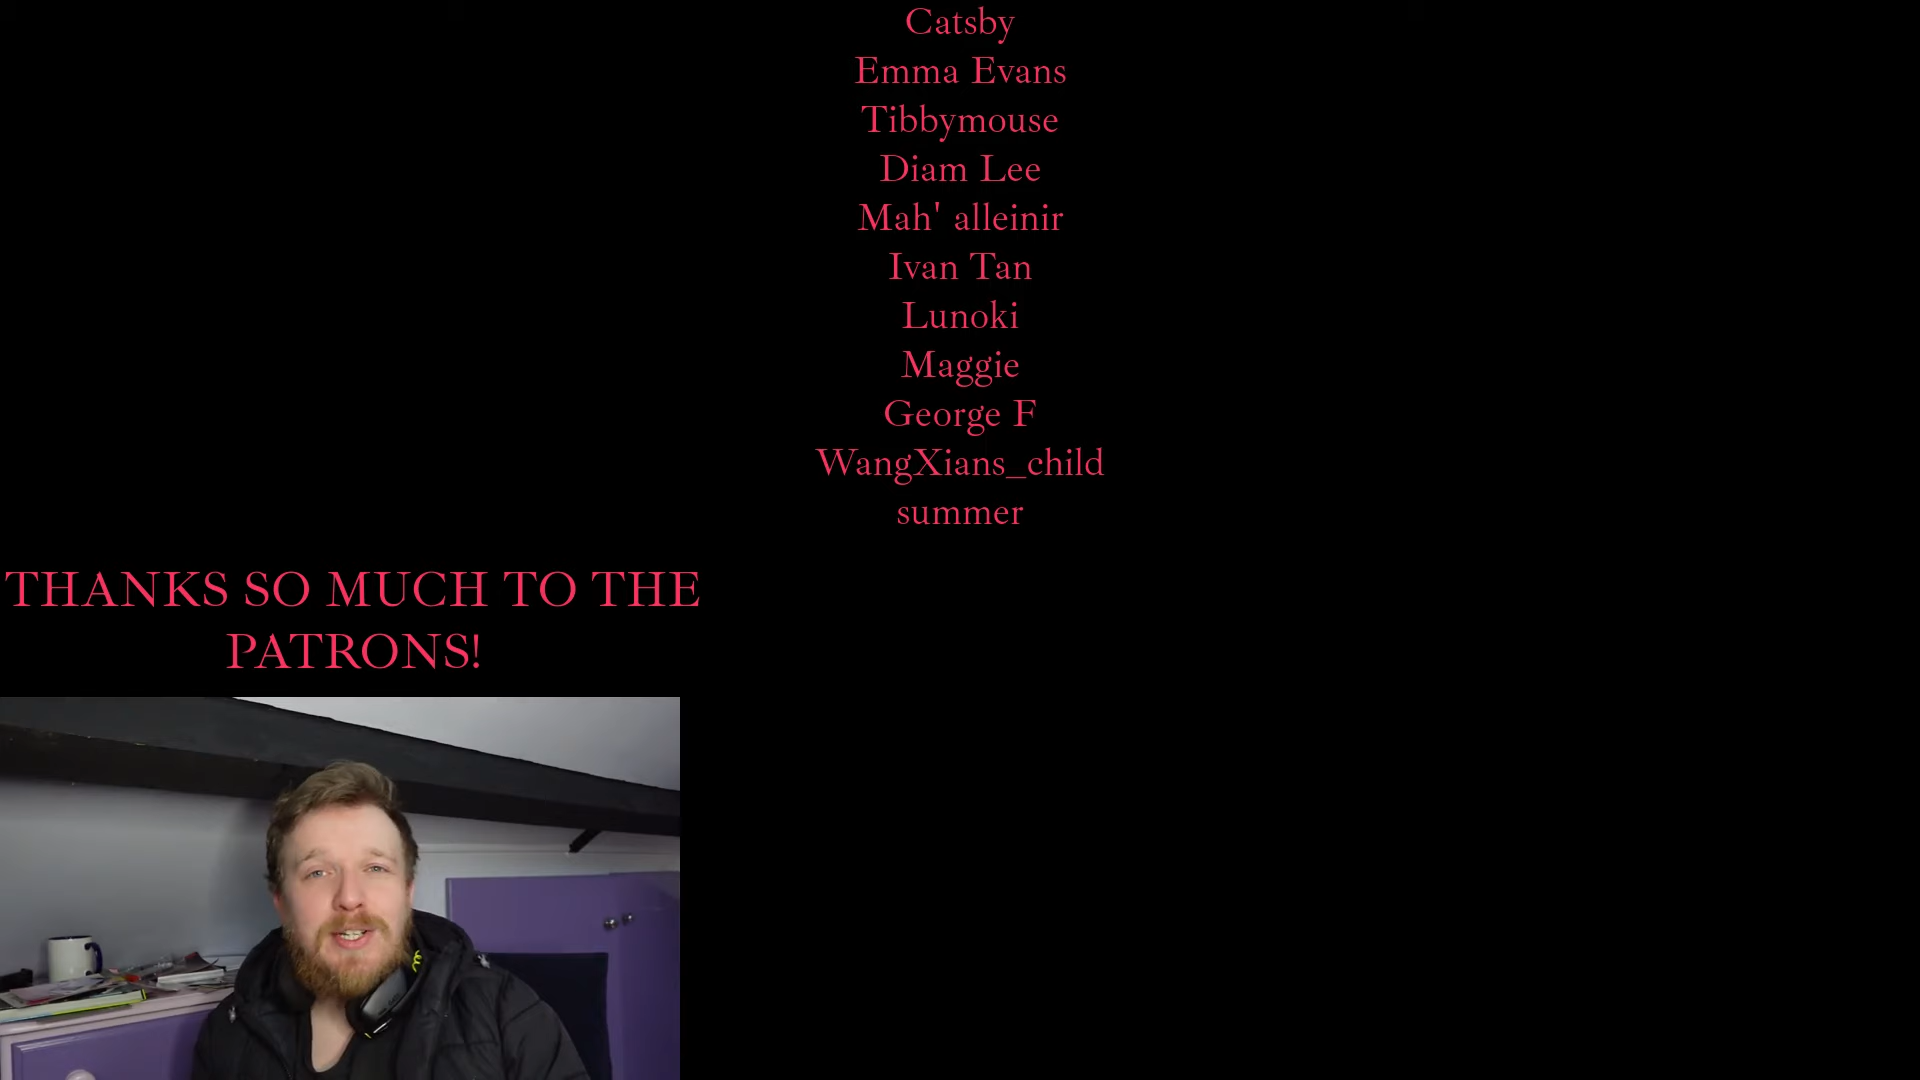 Catsby
Emma Evans
Tibbymouse
Diam Lee
Mah' alleinir
Ivan Tan
Lunoki
Maggie
George F
WangXians_child
summer
THANKS SO MUCH TO THE
PATRONS!